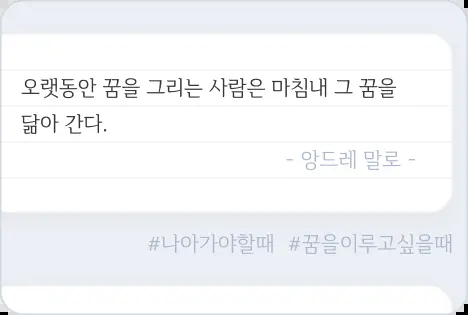 오랫동안 꿈을 그리는 사람은 마침내 그 꿈을
닮아 간다.
- 앙드레 말로 -
#나아가야할때 #꿈을이루고싶을때